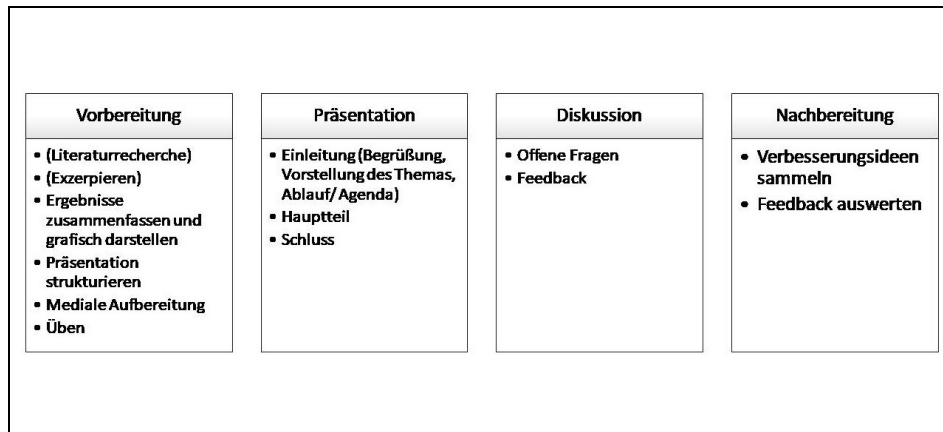 Vorbereitung
• (Literaturrecherche)
• (Exzerpieren)
• Ergebnisse
zusammenfassen und
grafisch darstellen
• Präsentation
strukturieren
• Mediale Aufbereitung
• Üben
Präsentation
• Einleitung (Begrüßung,
Vorstellung des Themas,
Ablauf/ Agenda)
• Hauptteil
• Schluss
Diskussion
• Offene Fragen
• Feedback
Nachbereitung
• Verbesserungsideen
sammeln
• Feedback auswerten